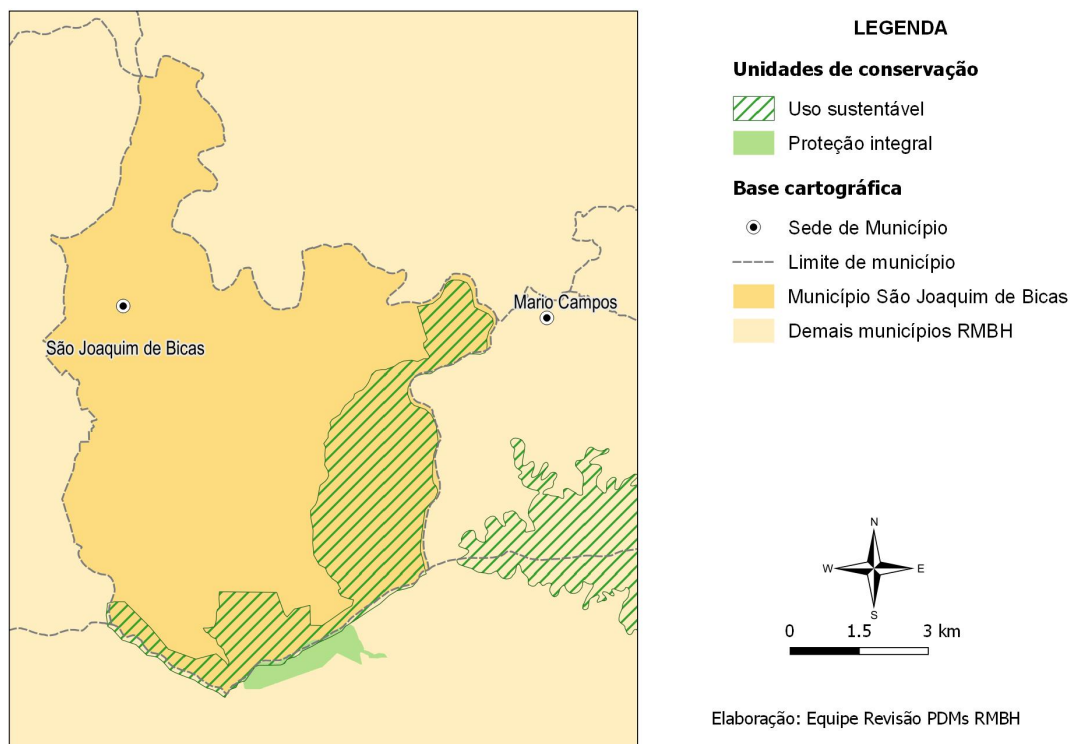 São Joaquim de Bicas
Mario Campos
LEGENDA
Unidades de conservação
Uso sustentável
Proteção integral
Base cartográfica
Sede de Município
Limite de município
Município São Joaquim de Bicas
Demais municípios RMBH
N
W
E
S
0 1.5 3 km
Elaboração: Equipe Revisão PDMs RMBH